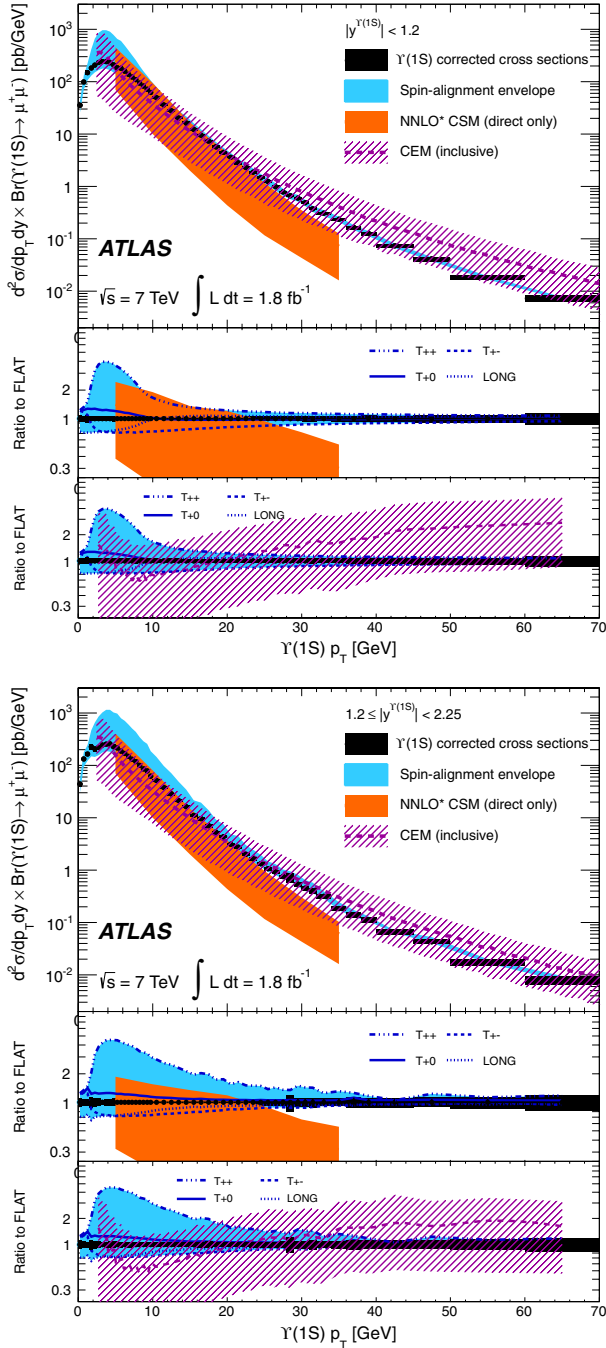 |y^Υ(1S)| < 1.2
Υ(1S) corrected cross sections
Spin-alignment envelope
NNLO* CSM (direct only)
CEM (inclusive)
d²σ/dp_T dy × Br(Υ(1S)→ μ⁺μ⁻) [pb/GeV]
10³
10²
10
1
10⁻¹
10⁻²
ATLAS
√s = 7 TeV ∫ L dt = 1.8 fb⁻¹
Ratio to FLAT
2
1
0.3
T++ T+-
T+0 LONG
Ratio to FLAT
2
1
0.3
T++ T+-
T+0 LONG
0 10 20 30 40 50 60 70
Υ(1S) p_T [GeV]
1.2 ≤ |y^Υ(1S)| < 2.25
Υ(1S) corrected cross sections
Spin-alignment envelope
NNLO* CSM (direct only)
CEM (inclusive)
d²σ/dp_T dy × Br(Υ(1S)→ μ⁺μ⁻) [pb/GeV]
10³
10²
10
1
10⁻¹
10⁻²
ATLAS
√s = 7 TeV ∫ L dt = 1.8 fb⁻¹
Ratio to FLAT
2
1
0.3
T++ T+-
T+0 LONG
Ratio to FLAT
2
1
0.3
T++ T+-
T+0 LONG
0 10 20 30 40 50 60 70
Υ(1S) p_T [GeV]